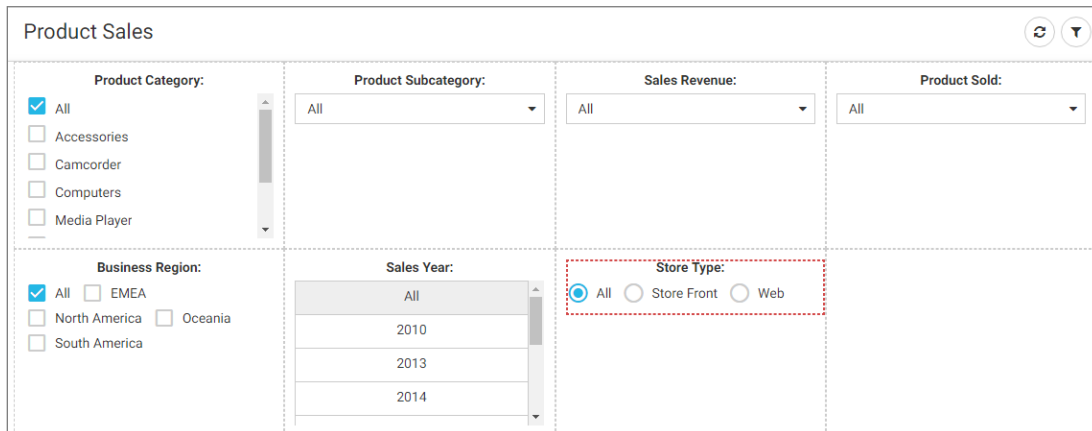 Product Sales
Product Category:
All
Accessories
Camcorder
Computers
Media Player
Product Subcategory:
All
Sales Revenue:
All
Product Sold:
All
Business Region:
All EMEA
North America Oceania
South America
Sales Year:
All
2010
2013
2014
Store Type:
All Store Front Web